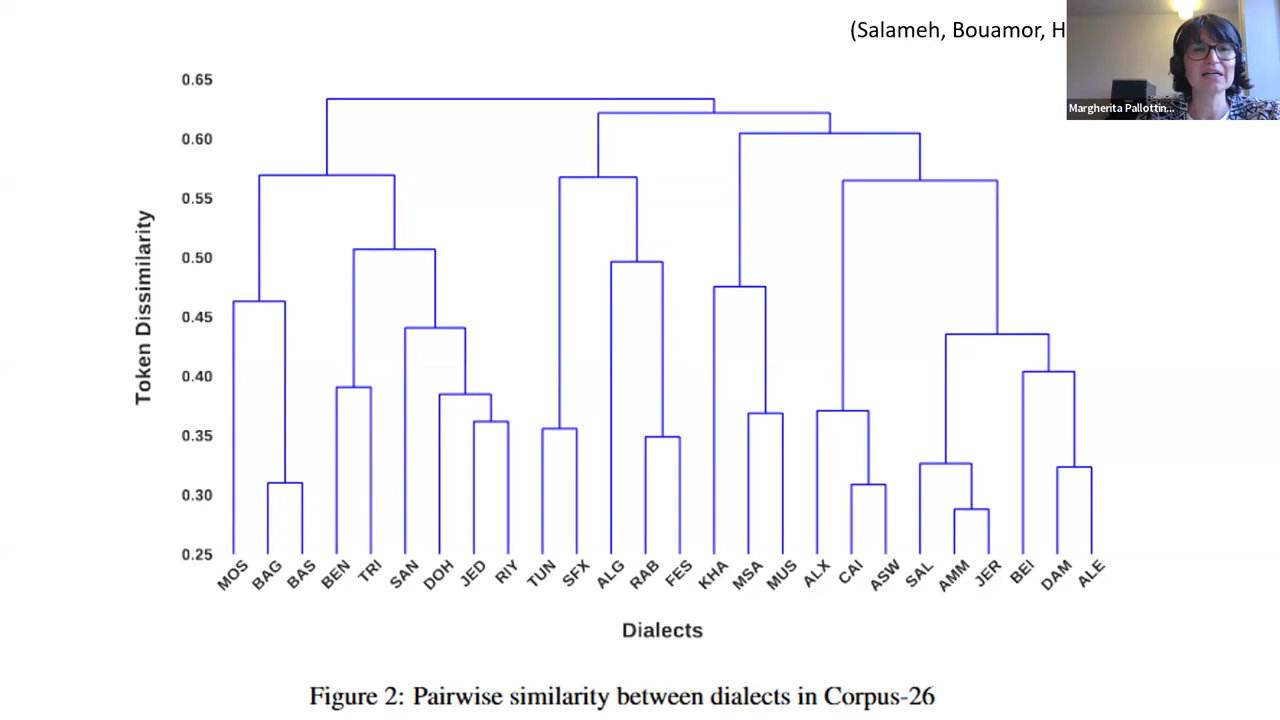 (Salameh, Bouamor, H
Margherita Pallottin...
0.65
0.60
0.55
0.50
0.45
0.40
0.35
0.30
0.25
Token Dissimilarity
MOS BAG BAS BEN TRI SAN DOH JED RIY TUN SFX ALG RAB FES KHA MSA MUS ALX CAI ASW SAL AMM JER BEI DAM ALE
Dialects
Figure 2: Pairwise similarity between dialects in Corpus-26